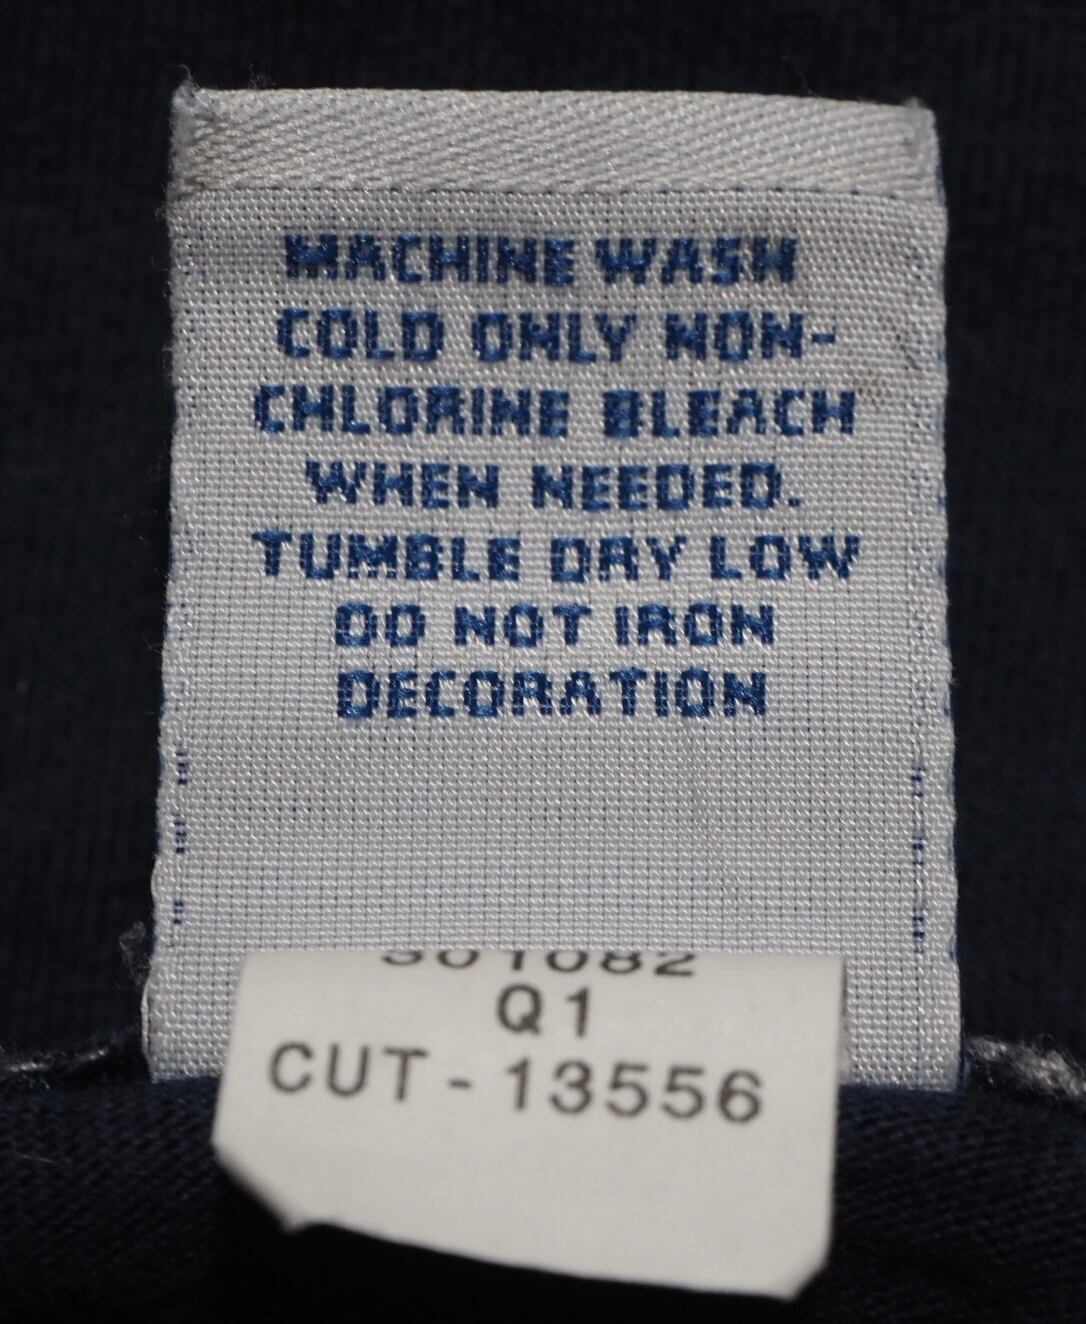 MACHINE WASH
COLD ONLY NON-
CHLORINE BLEACH
WHEN NEEDED.
TUMBLE DRY LOW
DO NOT IRON
DECORATION
Q1
CUT - 13556